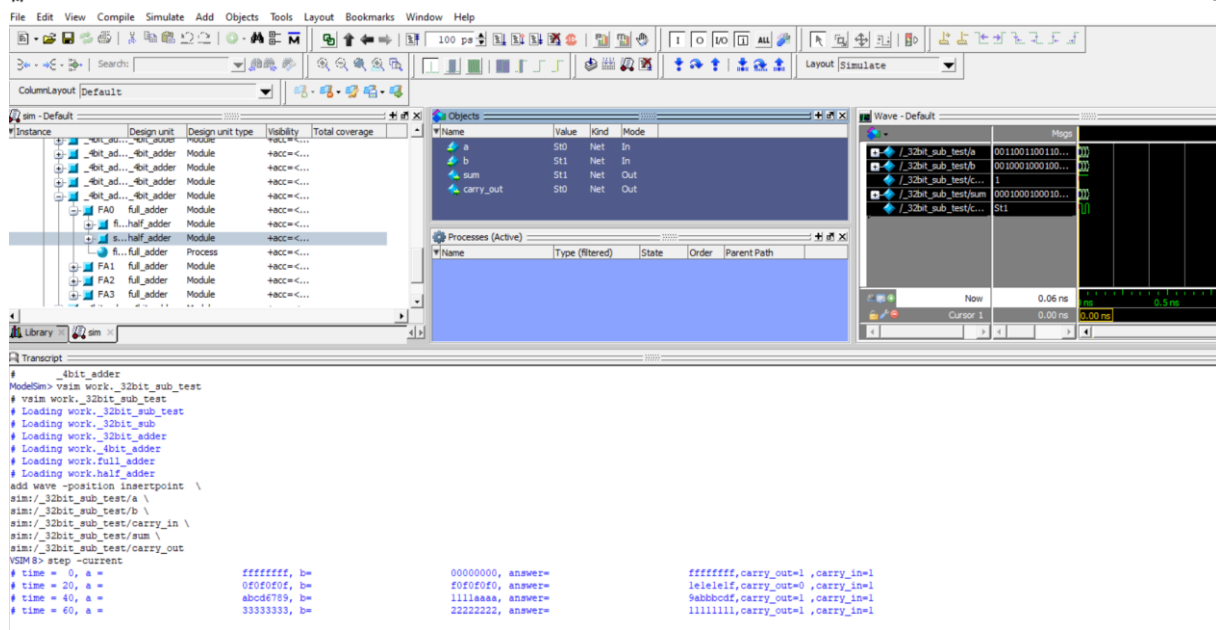 File Edit View Compile Simulate Add Objects Tools Layout Bookmarks Window Help
100 ps
I O I/O ALL
Search:
Layout Simulate
ColumnLayout Default
sim - Default
Instance Design unit Design unit type Visibility Total coverage
_4bit_ad... _4bit_adder Module +acc=<...
_4bit_ad... _4bit_adder Module +acc=<...
_4bit_ad... _4bit_adder Module +acc=<...
_4bit_ad... _4bit_adder Module +acc=<...
_4bit_ad... _4bit_adder Module +acc=<...
FA0 full_adder Module +acc=<...
fi... half_adder Module +acc=<...
s... half_adder Module +acc=<...
fi... full_adder Process +acc=<...
FA1 full_adder Module +acc=<...
FA2 full_adder Module +acc=<...
FA3 full_adder Module +acc=<...
Library sim
Objects
Name Value Kind Mode
a St0 Net In
b St1 Net In
sum St1 Net Out
carry_out St0 Net Out
Processes (Active)
Name Type (filtered) State Order Parent Path
Wave - Default
Msgs
/_32bit_sub_test/a 0011001100110...
/_32bit_sub_test/b 0010001000100...
/_32bit_sub_test/c... 1
/_32bit_sub_test/sum 0001000100010...
/_32bit_sub_test/c... St1
Now 0.06 ns ns 0.5 ns
Cursor 1 0.00 ns 0.00 ns
Transcript
# _4bit_adder
ModelSim> vsim work._32bit_sub_test
# vsim work._32bit_sub_test
# Loading work._32bit_sub_test
# Loading work._32bit_sub
# Loading work._32bit_adder
# Loading work._4bit_adder
# Loading work.full_adder
# Loading work.half_adder
add wave -position insertpoint \
sim:/_32bit_sub_test/a \
sim:/_32bit_sub_test/b \
sim:/_32bit_sub_test/carry_in \
sim:/_32bit_sub_test/sum \
sim:/_32bit_sub_test/carry_out
VSIM 8> step -current
# time = 0, a = ffffffff, b= 00000000, answer= ffffffff,carry_out=1 ,carry_in=1
# time = 20, a = 0f0f0f0f, b= f0f0f0f0, answer= 1e1e1e1f,carry_out=0 ,carry_in=1
# time = 40, a = abcd6789, b= 1111aaaa, answer= 9abbbcdf,carry_out=1 ,carry_in=1
# time = 60, a = 33333333, b= 22222222, answer= 11111111,carry_out=1 ,carry_in=1